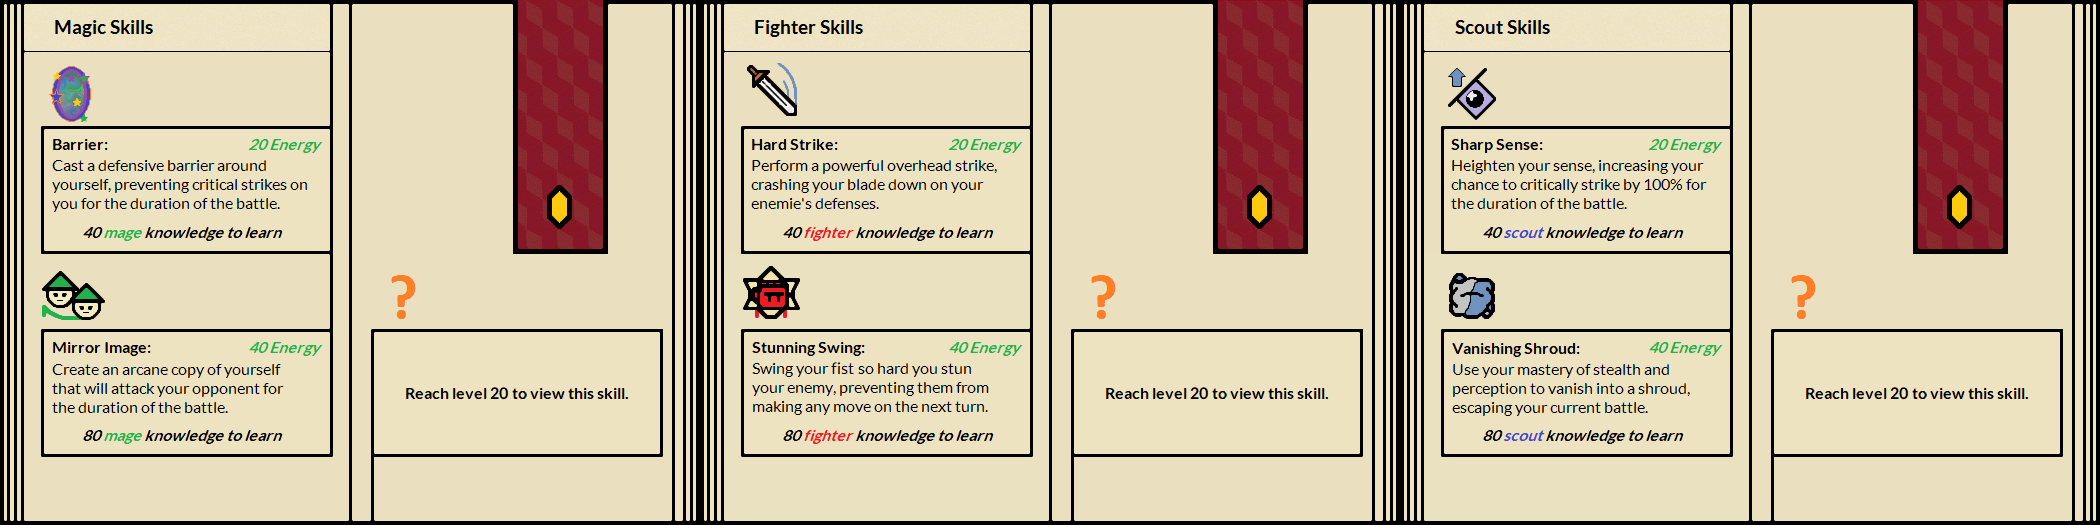 Magic Skills
Barrier: 20 Energy
Cast a defensive barrier around
yourself, preventing critical strikes on
you for the duration of the battle.
40 mage knowledge to learn
Mirror Image: 40 Energy
Create an arcane copy of yourself
that will attack your opponent for
the duration of the battle.
80 mage knowledge to learn
?
Reach level 20 to view this skill.
Fighter Skills
Hard Strike: 20 Energy
Perform a powerful overhead strike,
crashing your blade down on your
enemie's defenses.
40 fighter knowledge to learn
Stunning Swing: 40 Energy
Swing your fist so hard you stun
your enemy, preventing them from
making any move on the next turn.
80 fighter knowledge to learn
?
Reach level 20 to view this skill.
Scout Skills
Sharp Sense: 20 Energy
Heighten your sense, increasing your
chance to critically strike by 100% for
the duration of the battle.
40 scout knowledge to learn
Vanishing Shroud: 40 Energy
Use your mastery of stealth and
perception to vanish into a shroud,
escaping your current battle.
80 scout knowledge to learn
?
Reach level 20 to view this skill.